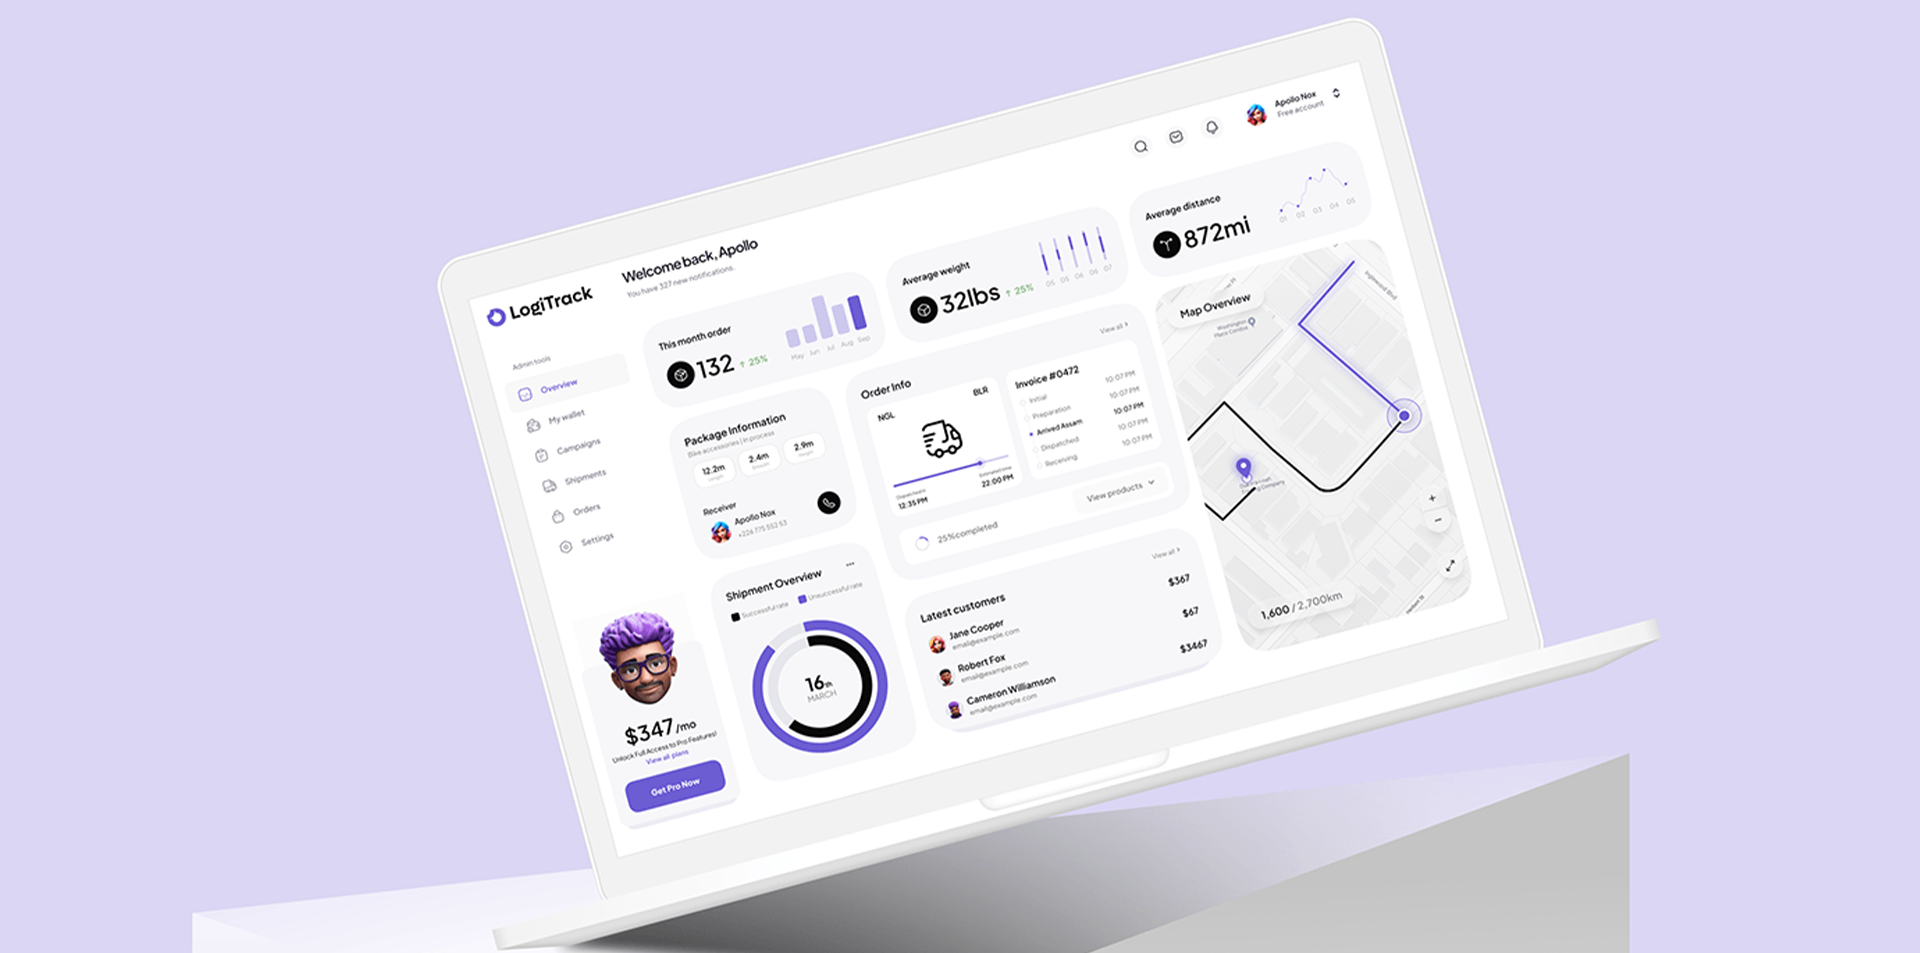 LogiTrack
Welcome back, Apollo
You have 327 new notifications.
Apollo Nox
Free account
Admin tools
Overview
My wallet
Campaigns
Shipments
Orders
Settings
$347/mo
Unlock Full Access to Pro Features!
View all plans
Get Pro Now
This month order
132 ↑ 25%
May Jun Jul Aug Sep
Average weight
32lbs ↑ 25%
05 05 06 06 07
Average distance
872mi
01 02 03 04 05
Package Information
Bike accessories | In process
12.2m
2.4m
2.9m
Receiver
Apollo Nox
+226 775 552 53
Order Info
View all
NGL
BLR
12:35 PM
Estimated time
22:00 PM
Invoice #0472
Initial 10:07 PM
Preparation 10:07 PM
Arrived Assam 10:07 PM
Dispatched 10:07 PM
Receiving 10:07 PM
View products
25%completed
Shipment Overview
Successful rate
Unsuccessful rate
16th
MARCH
Latest customers
View all
Jane Cooper
email@example.com
$367
Robert Fox
email@example.com
$67
Cameron Williamson
email@example.com
$3467
Map Overview
Inglewood Blvd
Washington
Company
1,600 / 2,700km